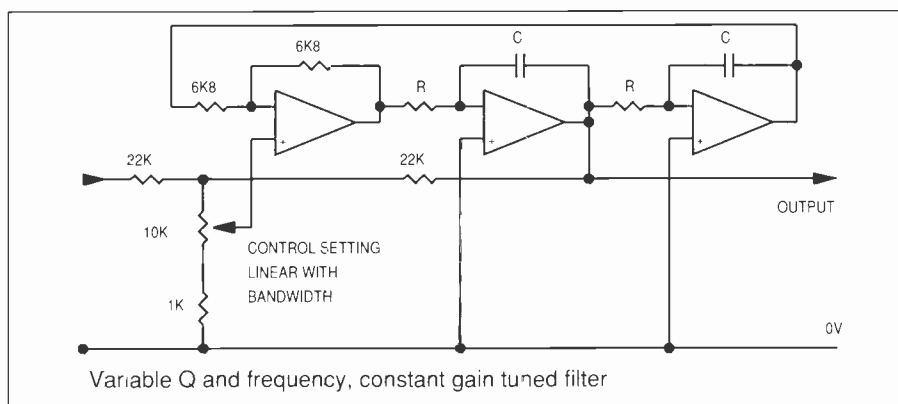 C
C
6K8
6K8
R
R
+
+
+
22K
22K
OUTPUT
10K
CONTROL SETTING
LINEAR WITH
BANDWIDTH
1K
0V
Variable Q and frequency, constant gain tuned filter